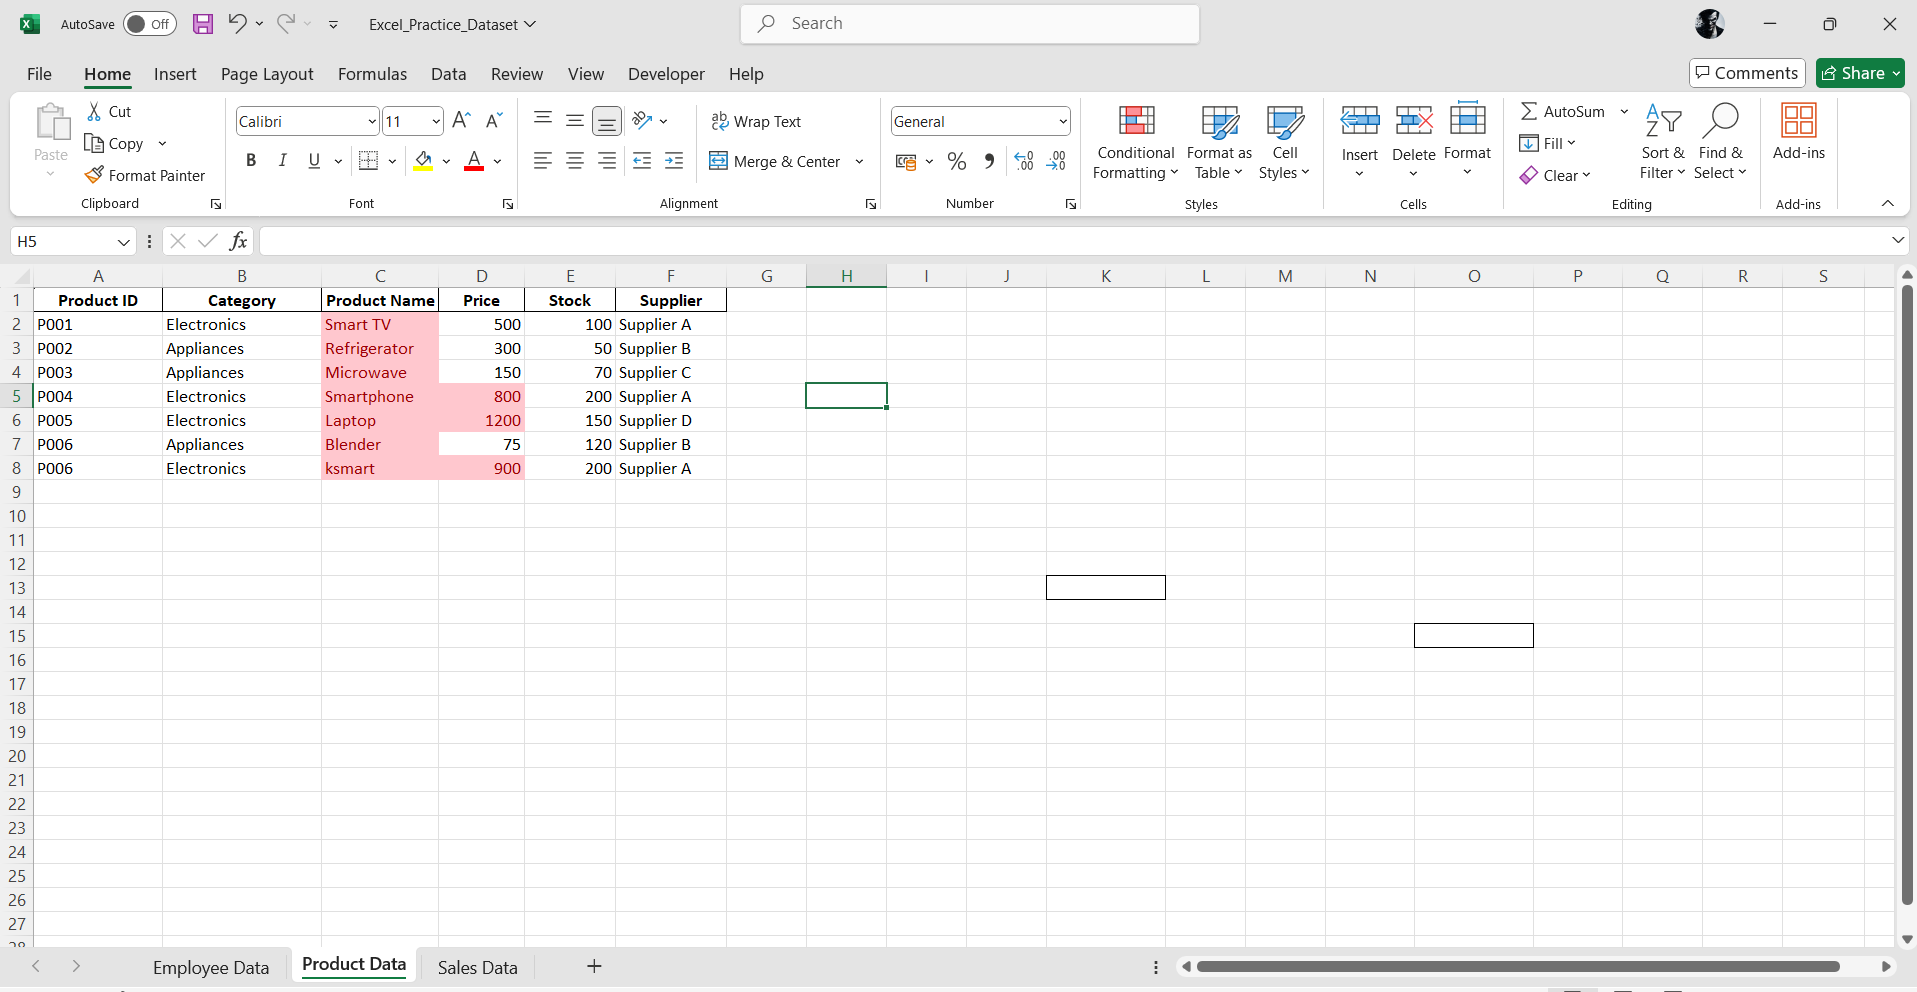 AutoSave Off Excel_Practice_Dataset Search
File Home Insert Page Layout Formulas Data Review View Developer Help Comments Share
Paste Cut Copy Format Painter Clipboard
Calibri 11 B I U A Font
Wrap Text Merge & Center Alignment
General % Number
Conditional Formatting Format as Table Cell Styles Styles
Insert Delete Format Cells
AutoSum Fill Clear Sort & Filter Find & Select Editing
Add-ins Add-ins
H5 fx
A B C D E F G H I J K L M N O P Q R S
1 Product ID Category Product Name Price Stock Supplier
2 P001 Electronics Smart TV 500 100 Supplier A
3 P002 Appliances Refrigerator 300 50 Supplier B
4 P003 Appliances Microwave 150 70 Supplier C
5 P004 Electronics Smartphone 800 200 Supplier A
6 P005 Electronics Laptop 1200 150 Supplier D
7 P006 Appliances Blender 75 120 Supplier B
8 P006 Electronics ksmart 900 200 Supplier A
9
10
11
12
13
14
15
16
17
18
19
20
21
22
23
24
25
26
27
Employee Data Product Data Sales Data